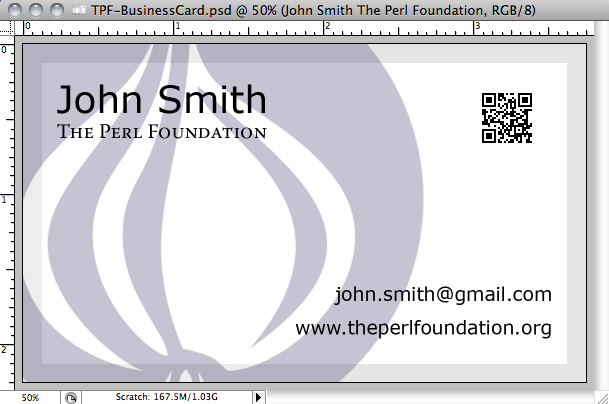 TPF-BusinessCard.psd @ 50% (John Smith The Perl Foundation, RGB/8)
0 1 2 3
0
1
2
John Smith
The Perl Foundation
john.smith@gmail.com
www.theperlfoundation.org
50% Scratch: 167.5M/1.03G